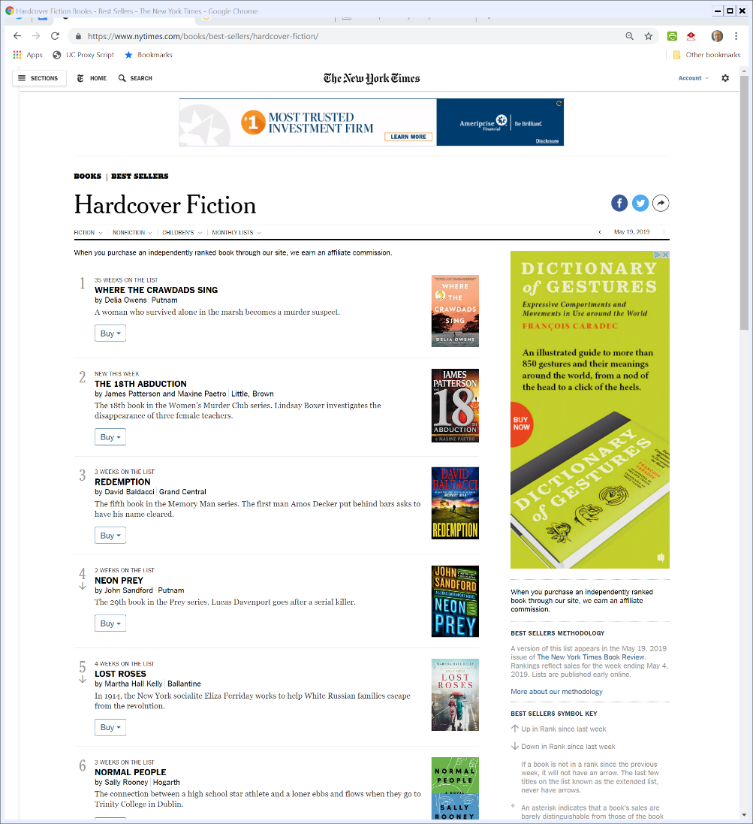 Hardcover Fiction Books - Best Sellers - The New York Times - Google Chrome
https://www.nytimes.com/books/best-sellers/hardcover-fiction/
Apps UC Proxy Script Bookmarks Other bookmarks
SECTIONS HOME SEARCH The New York Times Account
#1 MOST TRUSTED
INVESTMENT FIRM
LEARN MORE
Ameriprise Financial Be Brilliant.
Disclosure
BOOKS | BEST SELLERS
Hardcover Fiction
FICTION NONFICTION CHILDREN'S MONTHLY LISTS May 19, 2019
When you purchase an independently ranked book through our site, we earn an affiliate commission.
1
35 WEEKS ON THE LIST
WHERE THE CRAWDADS SING
by Delia Owens | Putnam
A woman who survived alone in the marsh becomes a murder suspect.
Buy
WHERE
THE
CRAWDADS
SING
DELIA OWENS
2
NEW THIS WEEK
THE 18TH ABDUCTION
by James Patterson and Maxine Paetro | Little, Brown
The 18th book in the Women's Murder Club series. Lindsay Boxer investigates the
disappearance of three female teachers.
Buy
JAMES
PATTERSON
18
ABDUCTION
& MAXINE PAETRO
3
3 WEEKS ON THE LIST
REDEMPTION
by David Baldacci | Grand Central
The fifth book in the Memory Man series. The first man Amos Decker put behind bars asks to
have his name cleared.
Buy
DAVID
BALDACCI
REDEMPTION
4
2 WEEKS ON THE LIST
NEON PREY
by John Sandford | Putnam
The 29th book in the Prey series. Lucas Davenport goes after a serial killer.
Buy
JOHN
SANDFORD
NEON
PREY
5
4 WEEKS ON THE LIST
LOST ROSES
by Martha Hall Kelly | Ballantine
In 1914, the New York socialite Eliza Ferriday works to help White Russian families escape
from the revolution.
Buy
MARTHA HALL KELLY
LOST
ROSES
6
3 WEEKS ON THE LIST
NORMAL PEOPLE
by Sally Rooney | Hogarth
The connection between a high school star athlete and a loner ebbs and flows when they go to
Trinity College in Dublin.
NORMAL
PEOPLE
SALLY
ROONEY
DICTIONARY
of GESTURES
Expressive Comportments and
Movements in Use around the World
FRANÇOIS CARADEC
An illustrated guide to more than
850 gestures and their meanings
around the world, from a nod of
the head to a click of the heels.
BUY
NOW
DICTIONARY
of GESTURES
When you purchase an independently ranked
book through our site, we earn an affiliate
commission.
BEST SELLERS METHODOLOGY
A version of this list appears in the May 19, 2019
issue of The New York Times Book Review.
Rankings reflect sales for the week ending May 4,
2019. Lists are published early online.
More about our methodology
BEST SELLERS SYMBOL KEY
Up in Rank since last week
Down in Rank since last week
If a book is not in a rank since the previous
week, it will not have an arrow. The last few
titles on the list known as the extended list,
never have arrows.
* An asterisk indicates that a book's sales are
barely distinguishable from those of the book